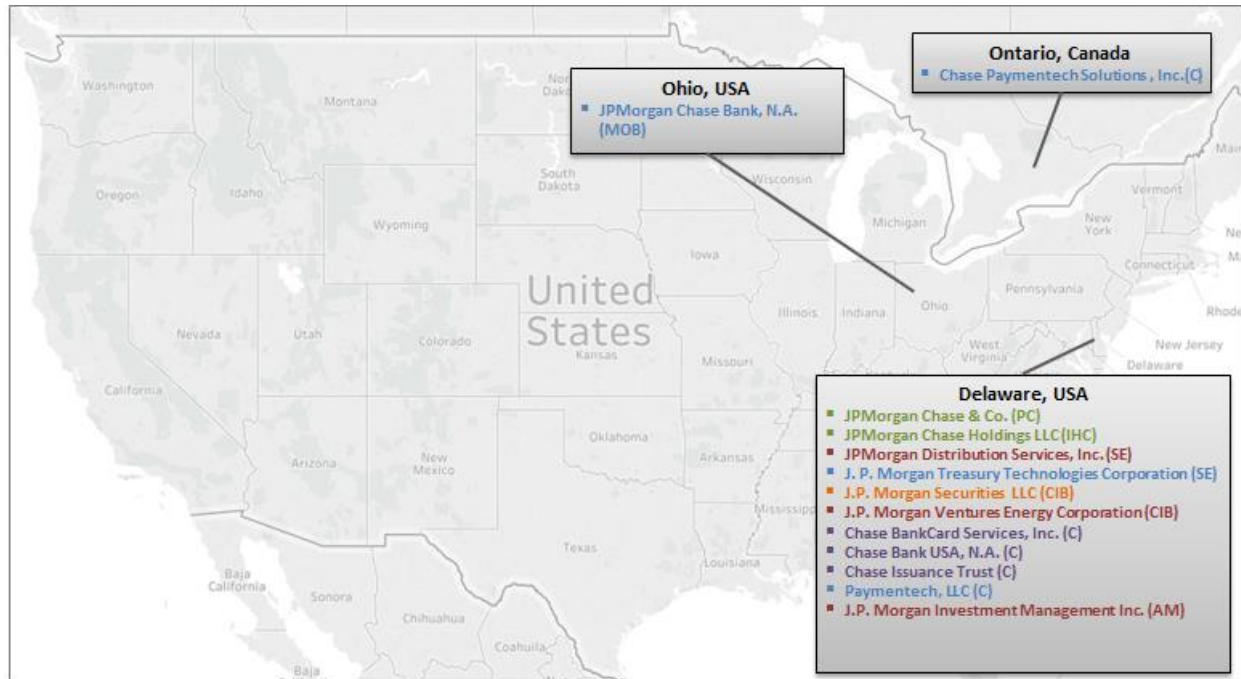 Ontario, Canada
Chase Paymentech Solutions , Inc.(C)
Ohio, USA
JPMorgan Chase Bank, N.A.
(MOB)
Washington
Montana
North
Oregon
Idaho
Wyoming
South
Dakota
Wisconsin
Michigan
Iowa
Vermont
New
York
Connecticut
Rhode
Nevada
Utah
Colorado
California
United
States
Kansas
Missouri
Illinois
Indiana
Ohio
Pennsylvania
West
Virginia
New Jersey
Delaware
Arizona
New
Mexico
Oklahoma
Arkansas
Mississippi
Texas
Louisiana
Baja
California
Sonora
Chihuahua
Coahuila
Baja
Delaware, USA
JPMorgan Chase & Co. (PC)
JPMorgan Chase Holdings LLC (IHC)
JPMorgan Distribution Services, Inc. (SE)
J. P. Morgan Treasury Technologies Corporation (SE)
J.P. Morgan Securities LLC (CIB)
J.P. Morgan Ventures Energy Corporation (CIB)
Chase BankCard Services, Inc. (C)
Chase Bank USA, N.A. (C)
Chase Issuance Trust (C)
Paymentech, LLC (C)
J.P. Morgan Investment Management Inc. (AM)